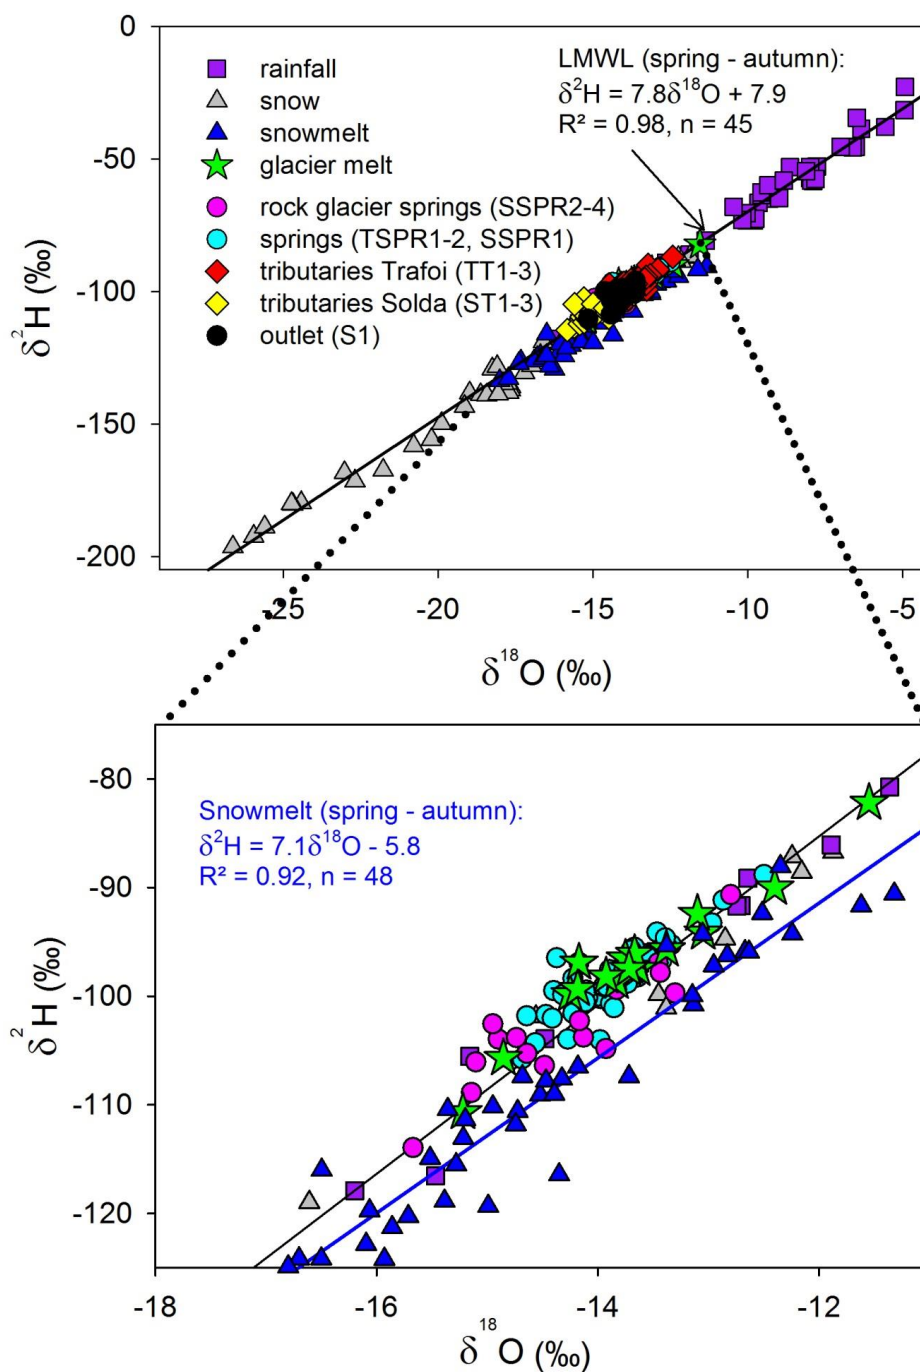 0
-50
-100
-150
-200
δ²H (‰)
rainfall
snow
snowmelt
glacier melt
rock glacier springs (SSPR2-4)
springs (TSPR1-2, SSPR1)
tributaries Trafoi (TT1-3)
tributaries Solda (ST1-3)
outlet (S1)
LMWL (spring - autumn):
δ²H = 7.8δ¹⁸O + 7.9
R² = 0.98, n = 45
-25 -20 -15 -10 -5
δ¹⁸O (‰)
-80
-90
-100
-110
-120
δ²H (‰)
Snowmelt (spring - autumn):
δ²H = 7.1δ¹⁸O - 5.8
R² = 0.92, n = 48
-18 -16 -14 -12
δ¹⁸O (‰)